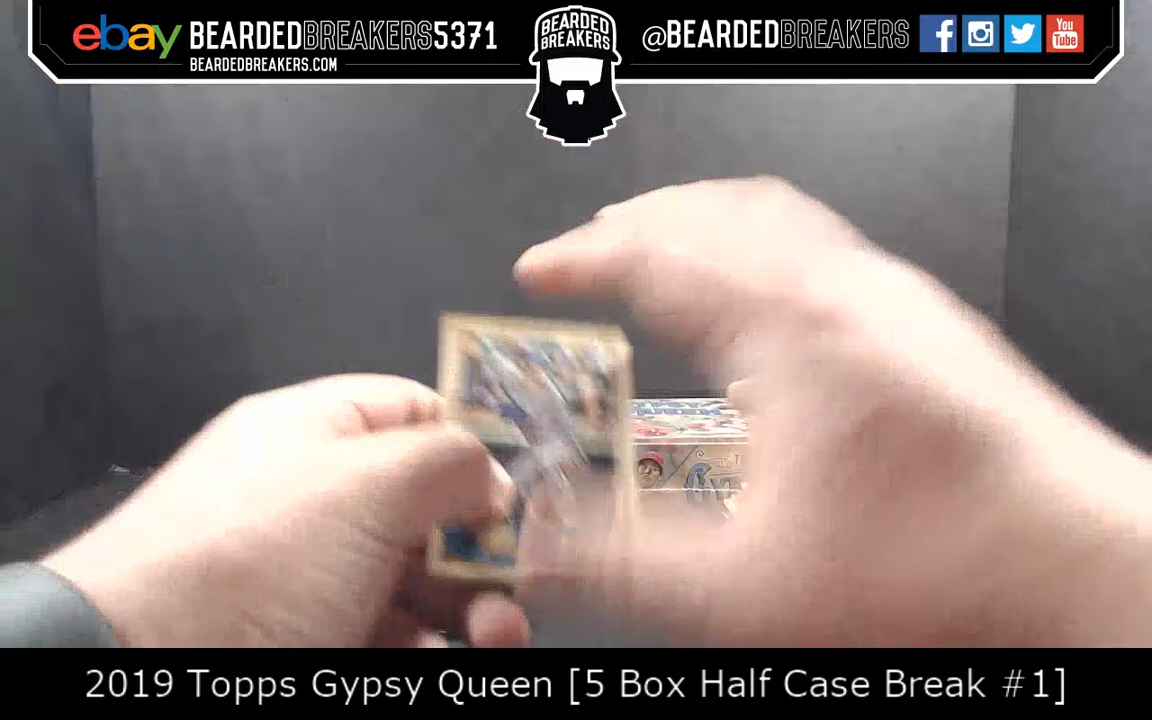 ebay BEARDEDBREAKERS5371
BEARDEDBREAKERS.COM
BEARDED
BREAKERS
@BEARDEDBREAKERS
You
Tube
2019 Topps Gypsy Queen [5 Box Half Case Break #1]